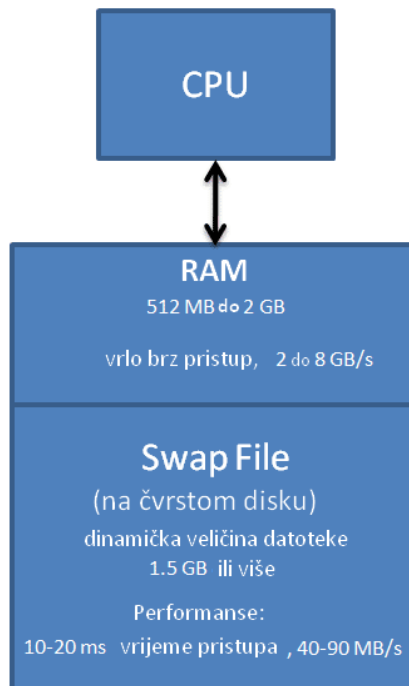 CPU
RAM
512 MB do 2 GB
vrlo brz pristup, 2 do 8 GB/s
Swap File
(na čvrstom disku)
dinamička veličina datoteke
1.5 GB ili više
Performanse:
10-20 ms vrijeme pristupa , 40-90 MB/s